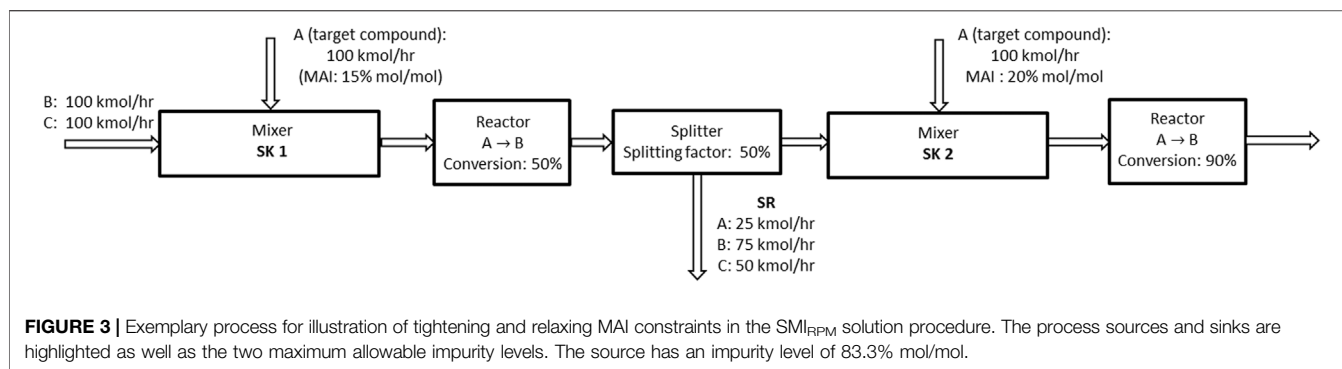 A (target compound):
100 kmol/hr
(MAI: 15% mol/mol)
A (target compound):
100 kmol/hr
MAI : 20% mol/mol
B: 100 kmol/hr
C: 100 kmol/hr
Mixer
SK 1
Reactor
A → B
Conversion: 50%
Splitter
Splitting factor: 50%
Mixer
SK 2
Reactor
A → B
Conversion: 90%
SR
A: 25 kmol/hr
B: 75 kmol/hr
C: 50 kmol/hr
FIGURE 3 | Exemplary process for illustration of tightening and relaxing MAI constraints in the SMIRPM solution procedure. The process sources and sinks are
highlighted as well as the two maximum allowable impurity levels. The source has an impurity level of 83.3% mol/mol.